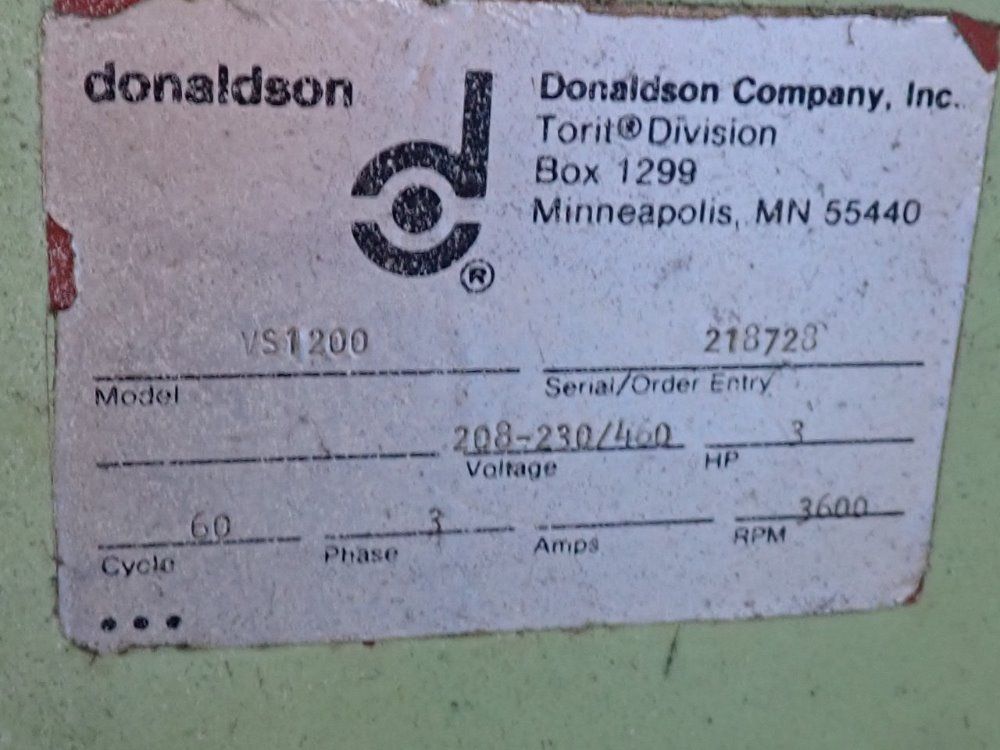 donaldson
Donaldson Company, Inc.
Torit® Division
Box 1299
Minneapolis, MN 55440
®
VS1200 218728
Model Serial/Order Entry
208-230/460 3
Voltage HP
60 3 3600
Cycle Phase Amps RPM